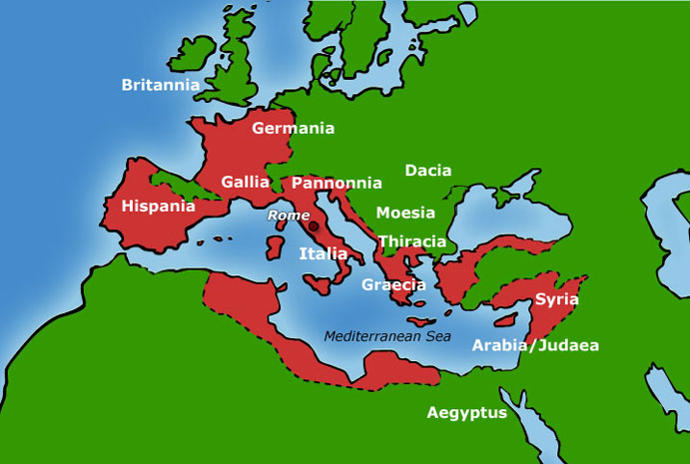 Britannia
Germania
Dacia
Gallia
Pannonnia
Hispania
Moesia
Rome
Thiracia
Italia
Graecia
Syria
Mediterranean Sea
Arabia/Judaea
Aegyptus